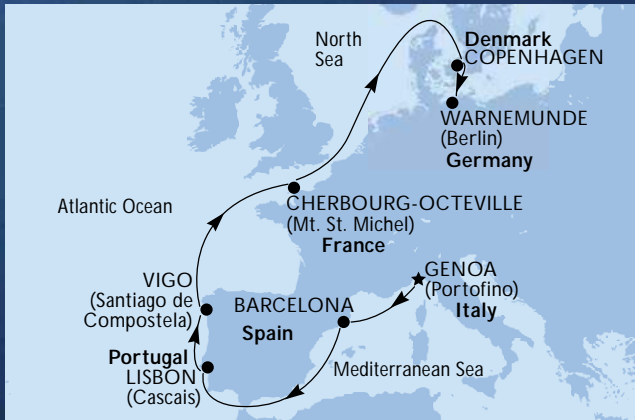 North
Sea
Denmark
COPENHAGEN
WARNEMUNDE
(Berlin)
Germany
Atlantic Ocean
CHERBOURG-OCTEVILLE
(Mt. St. Michel)
France
VIGO
(Santiago de
Compostela)
BARCELONA
Spain
GENOA
(Portofino)
Italy
Portugal
LISBON
(Cascais)
Mediterranean Sea